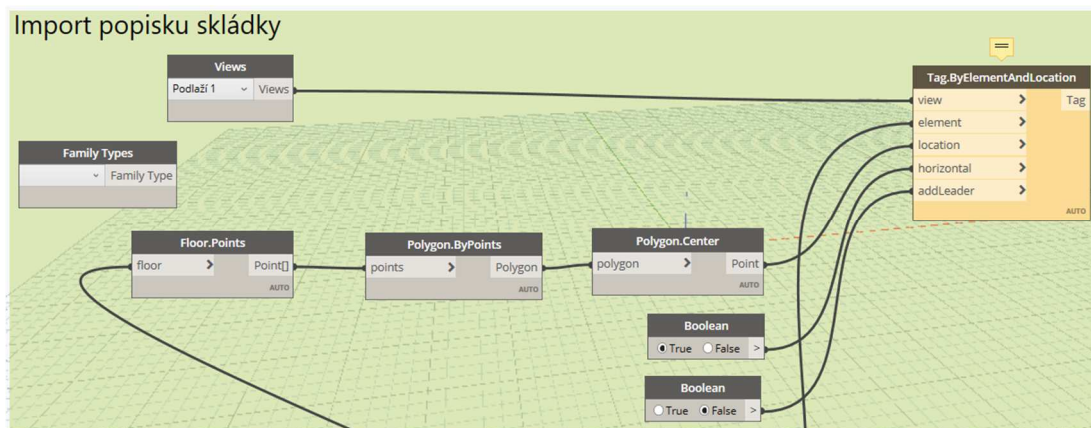 Import popisku skládky
Views
Podlaží 1
Views
Tag.ByElementAndLocation
view
Tag
element
location
horizontal
addLeader
AUTO
Family Types
Family Type
Floor.Points
floor
>
Point[]
AUTO
Polygon.ByPoints
points
>
Polygon
AUTO
Polygon.Center
polygon
>
Point
AUTO
Boolean
True
False
>
Boolean
True
False
>